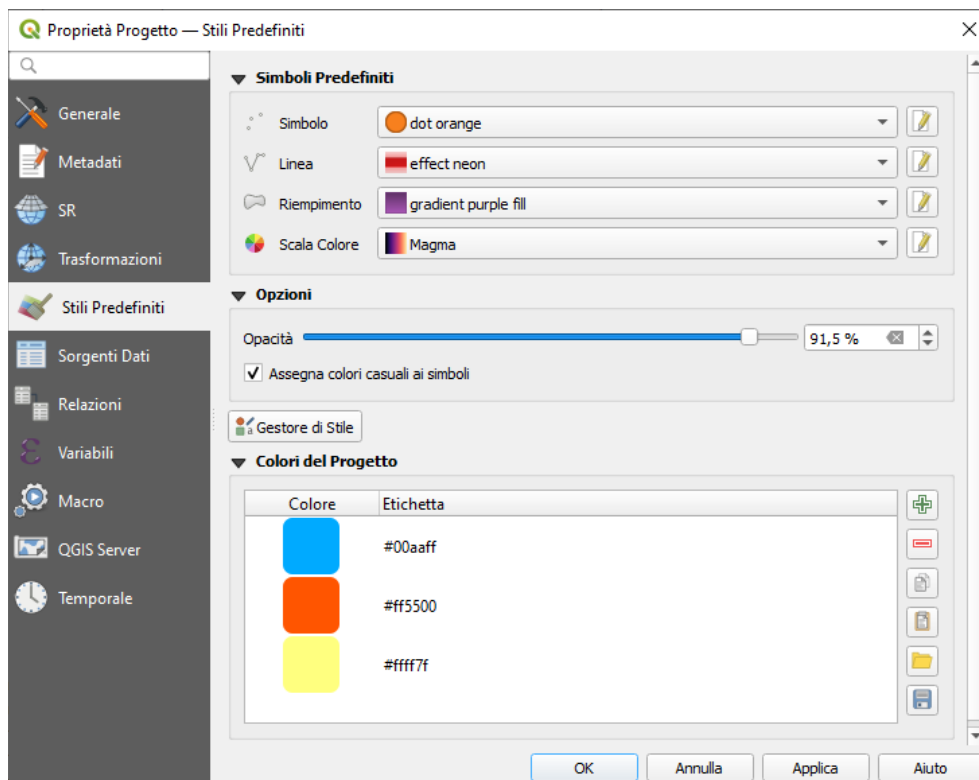 Proprietà Progetto — Stili Predefiniti
Generale
Metadati
SR
Trasformazioni
Stili Predefiniti
Sorgenti Dati
Relazioni
Variabili
Macro
QGIS Server
Temporale
Simboli Predefiniti
Simbolo dot orange
Linea effect neon
Riempimento gradient purple fill
Scala Colore Magma
Opzioni
Opacità 91,5 %
Assegna colori casuali ai simboli
Gestore di Stile
Colori del Progetto
Colore Etichetta
#00aaff
#ff5500
#ffff7f
OK Annulla Applica Aiuto